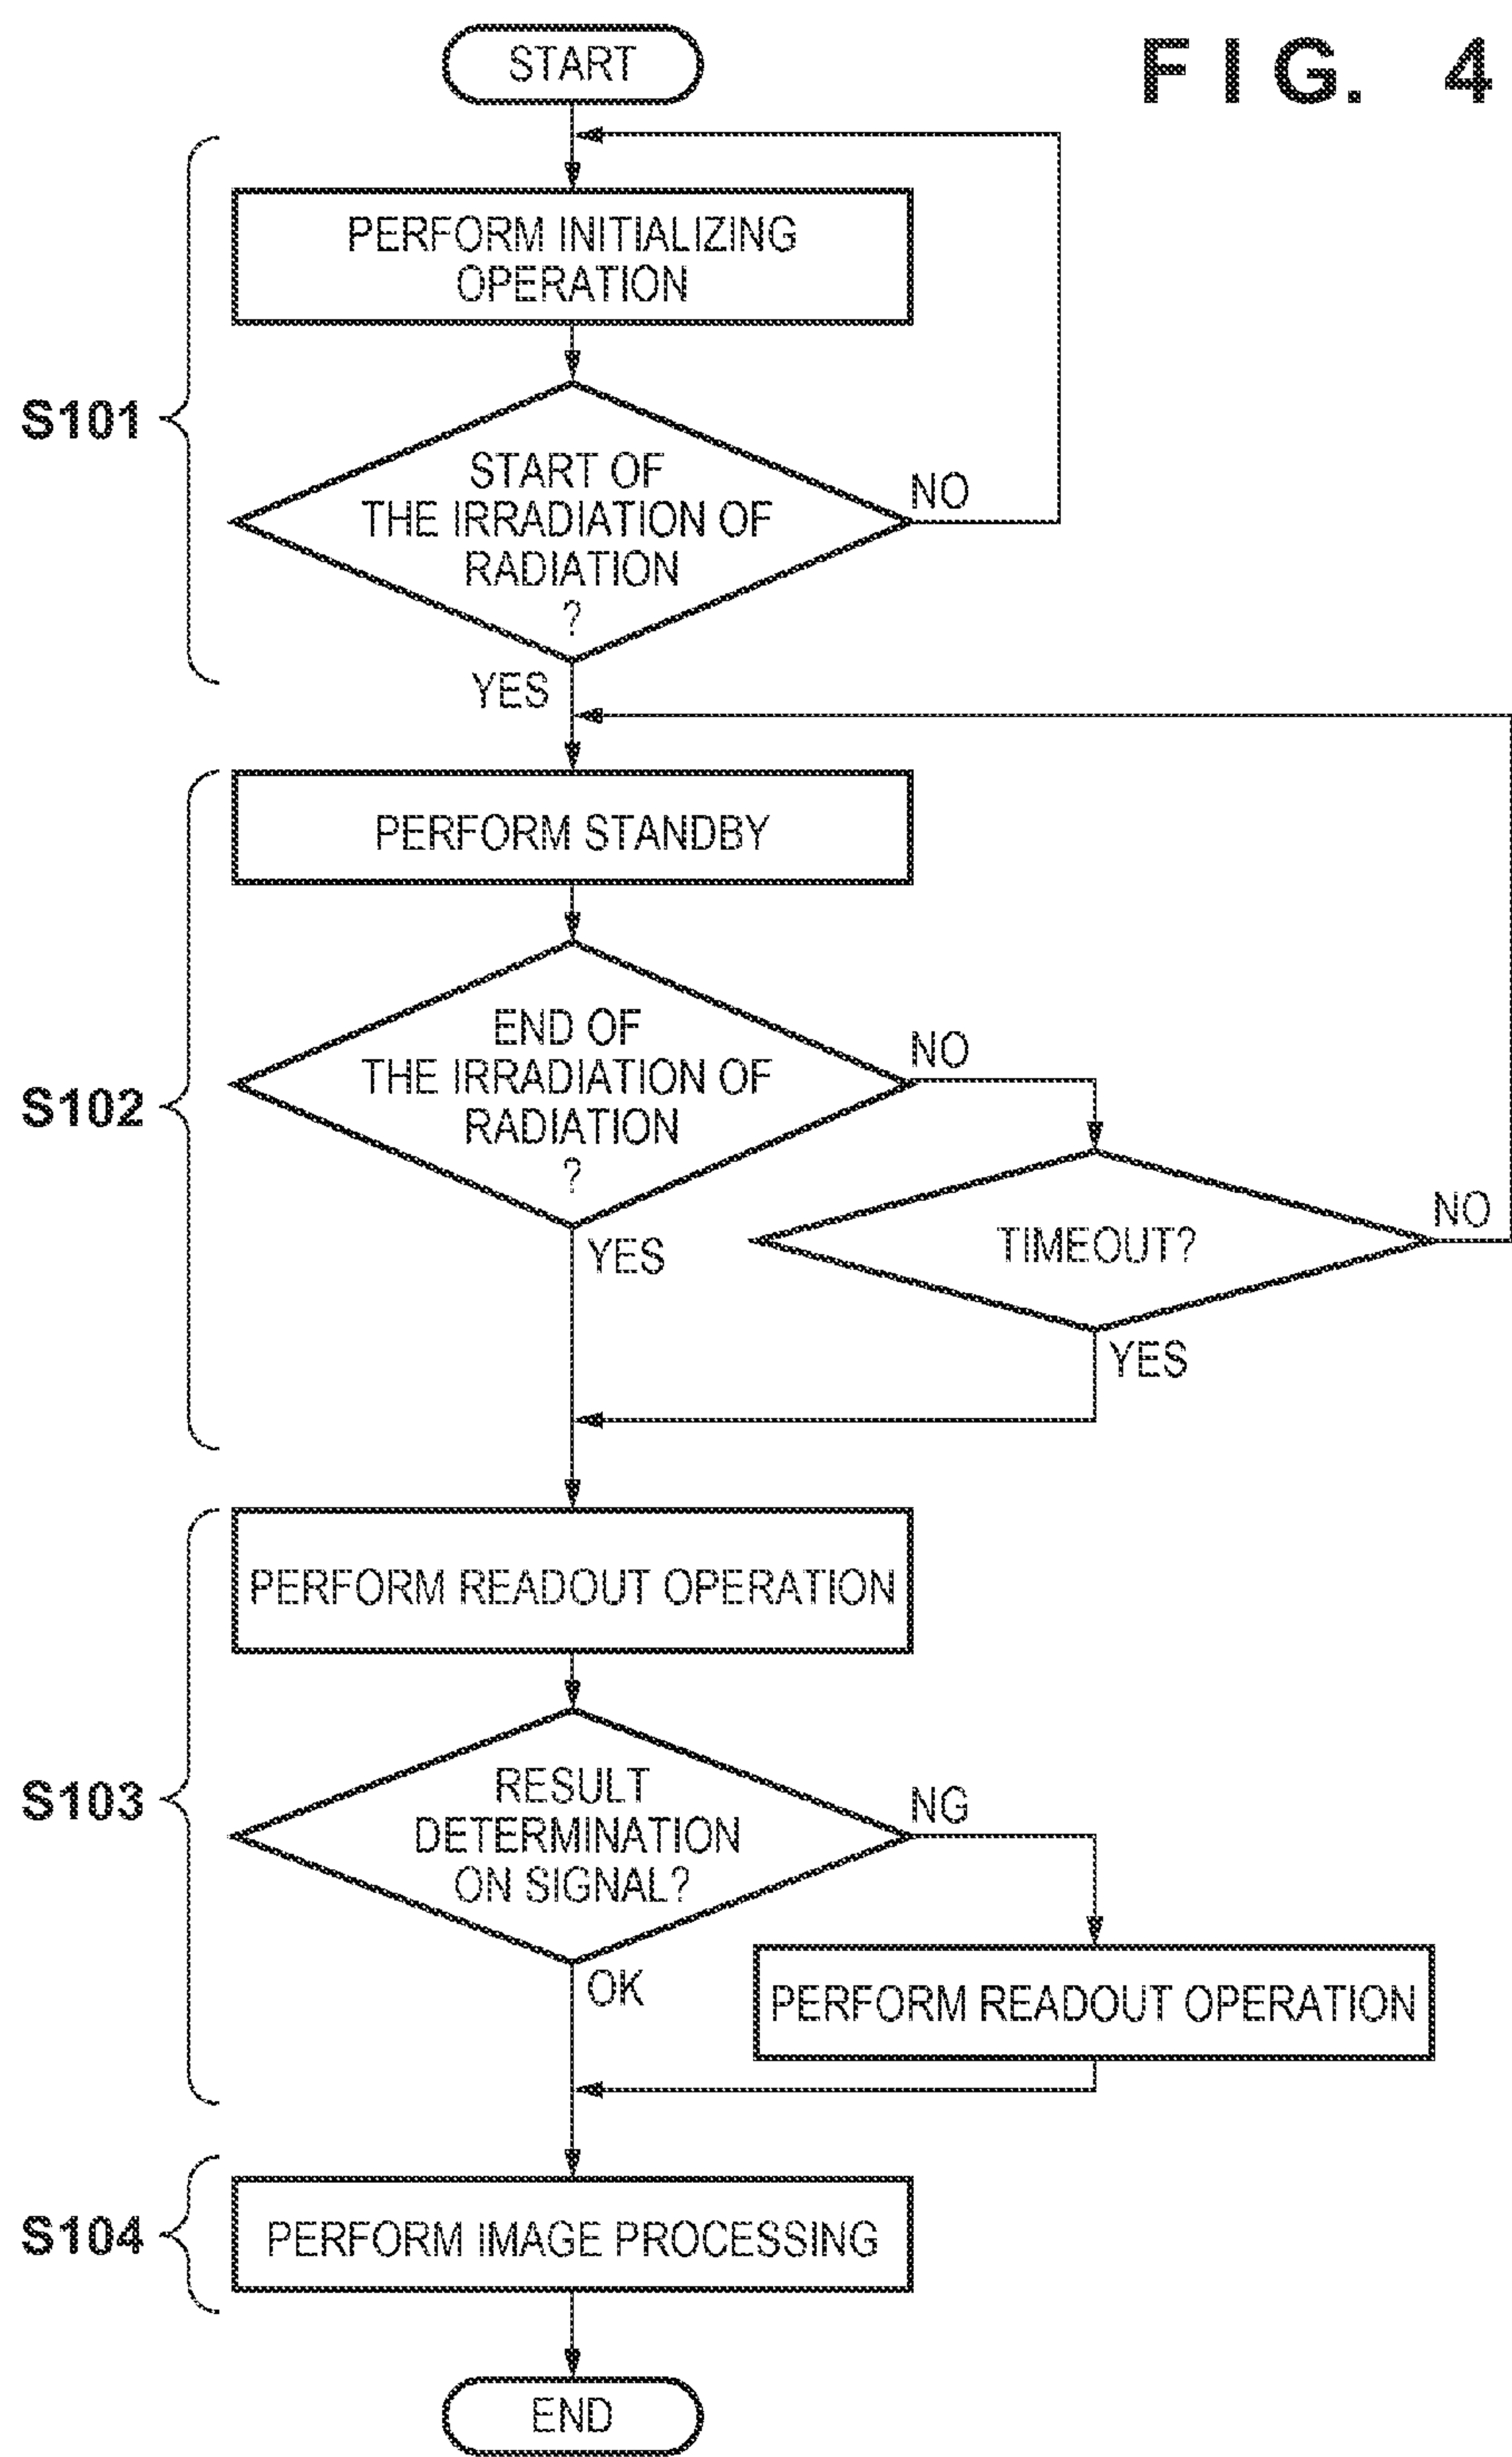 FIG. 4
START
PERFORM INITIALIZING
OPERATION
S101
START OF
THE IRRADIATION OF
RADIATION
?
NO
YES
PERFORM STANDBY
S102
END OF
THE IRRADIATION OF
RADIATION
?
NO
YES
TIMEOUT?
NO
YES
PERFORM READOUT OPERATION
S103
RESULT
DETERMINATION
ON SIGNAL?
NG
OK
PERFORM READOUT OPERATION
S104
PERFORM IMAGE PROCESSING
END